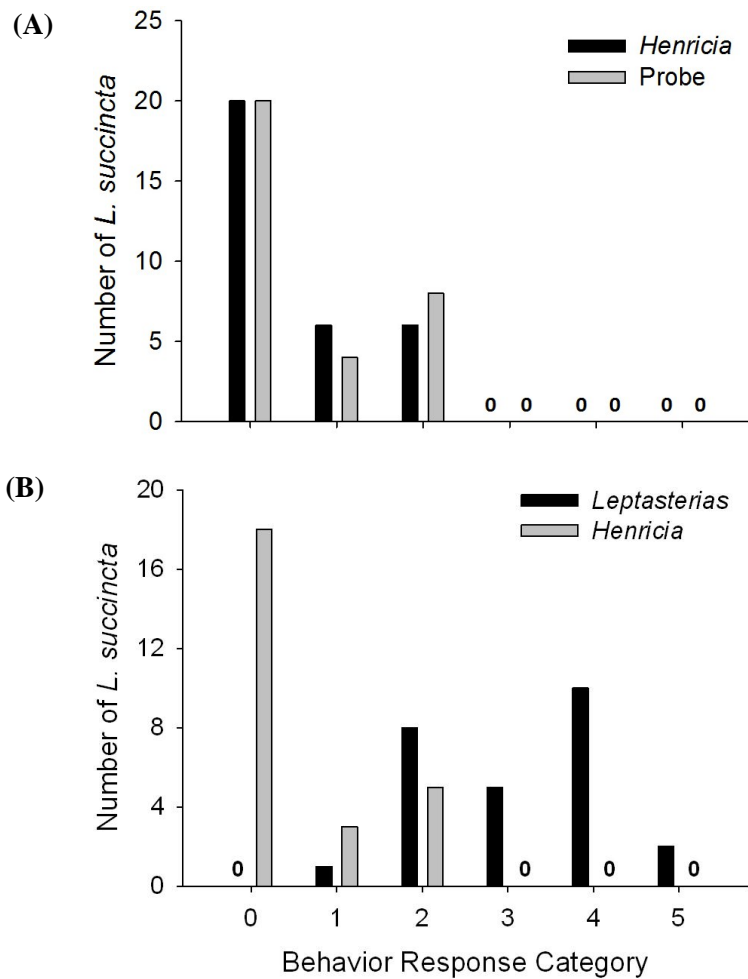 (A)
25
20
15
10
5
0
Number of L. succincta
Henricia
Probe
0 0 0 0 0 0
(B)
20
16
12
8
4
0
Number of L. succincta
Leptasterias
Henricia
0 0 0 0
0 1 2 3 4 5
Behavior Response Category